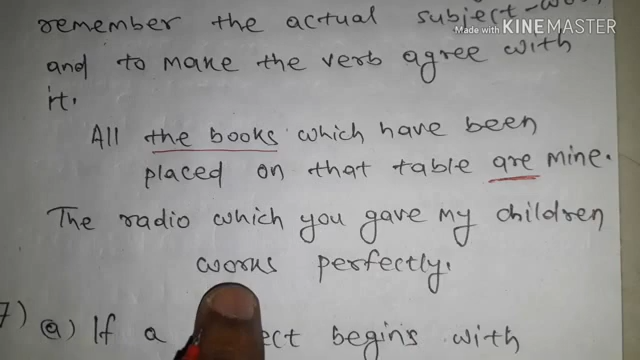 remember the actual subject-wo
Made with KINEMASTER
and to make the verb agree with
it.
All the books which have been
placed on that table are mine.
The radio which you gave my children
works perfectly.
7) (a) If a ect begins with